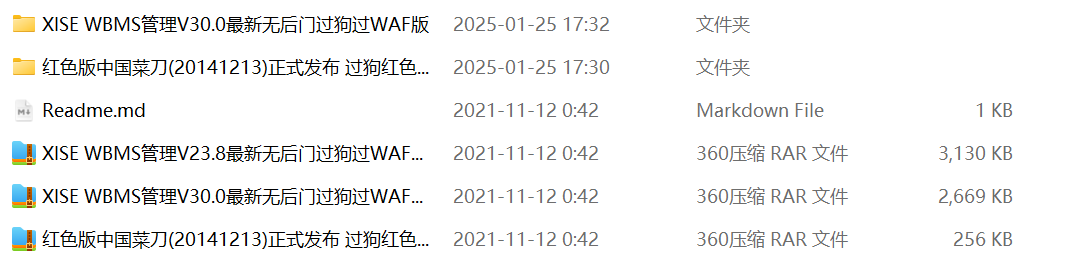 XISE WBMS管理V30.0最新无后门过狗过WAF版 2025-01-25 17:32 文件夹
红色版中国菜刀(20141213)正式发布 过狗红色... 2025-01-25 17:30 文件夹
Readme.md 2021-11-12 0:42 Markdown File 1 KB
XISE WBMS管理V23.8最新无后门过狗过WAF... 2021-11-12 0:42 360压缩 RAR 文件 3,130 KB
XISE WBMS管理V30.0最新无后门过狗过WAF... 2021-11-12 0:42 360压缩 RAR 文件 2,669 KB
红色版中国菜刀(20141213)正式发布 过狗红色... 2021-11-12 0:42 360压缩 RAR 文件 256 KB